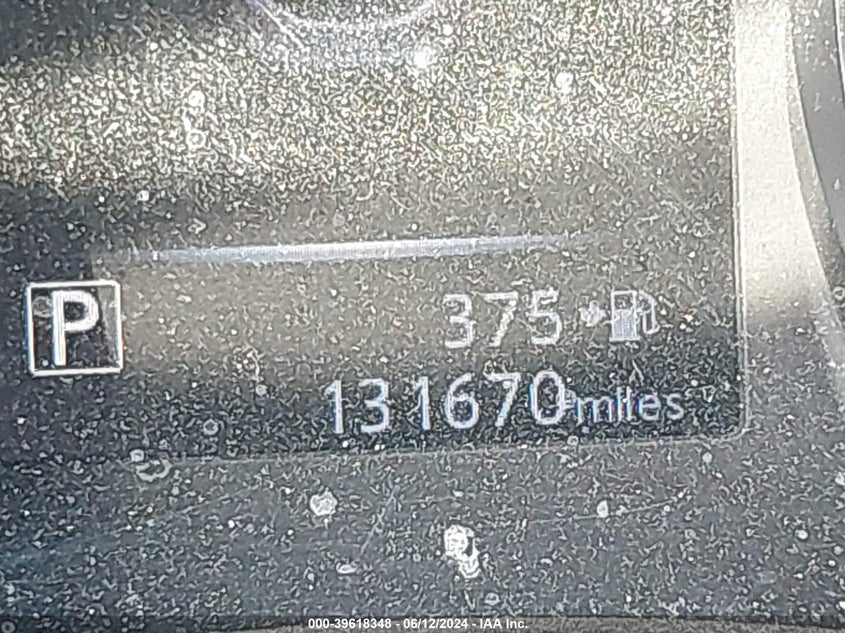 P
375
131670 miles
000-39618348 - 06/12/2024 - IAA Inc.